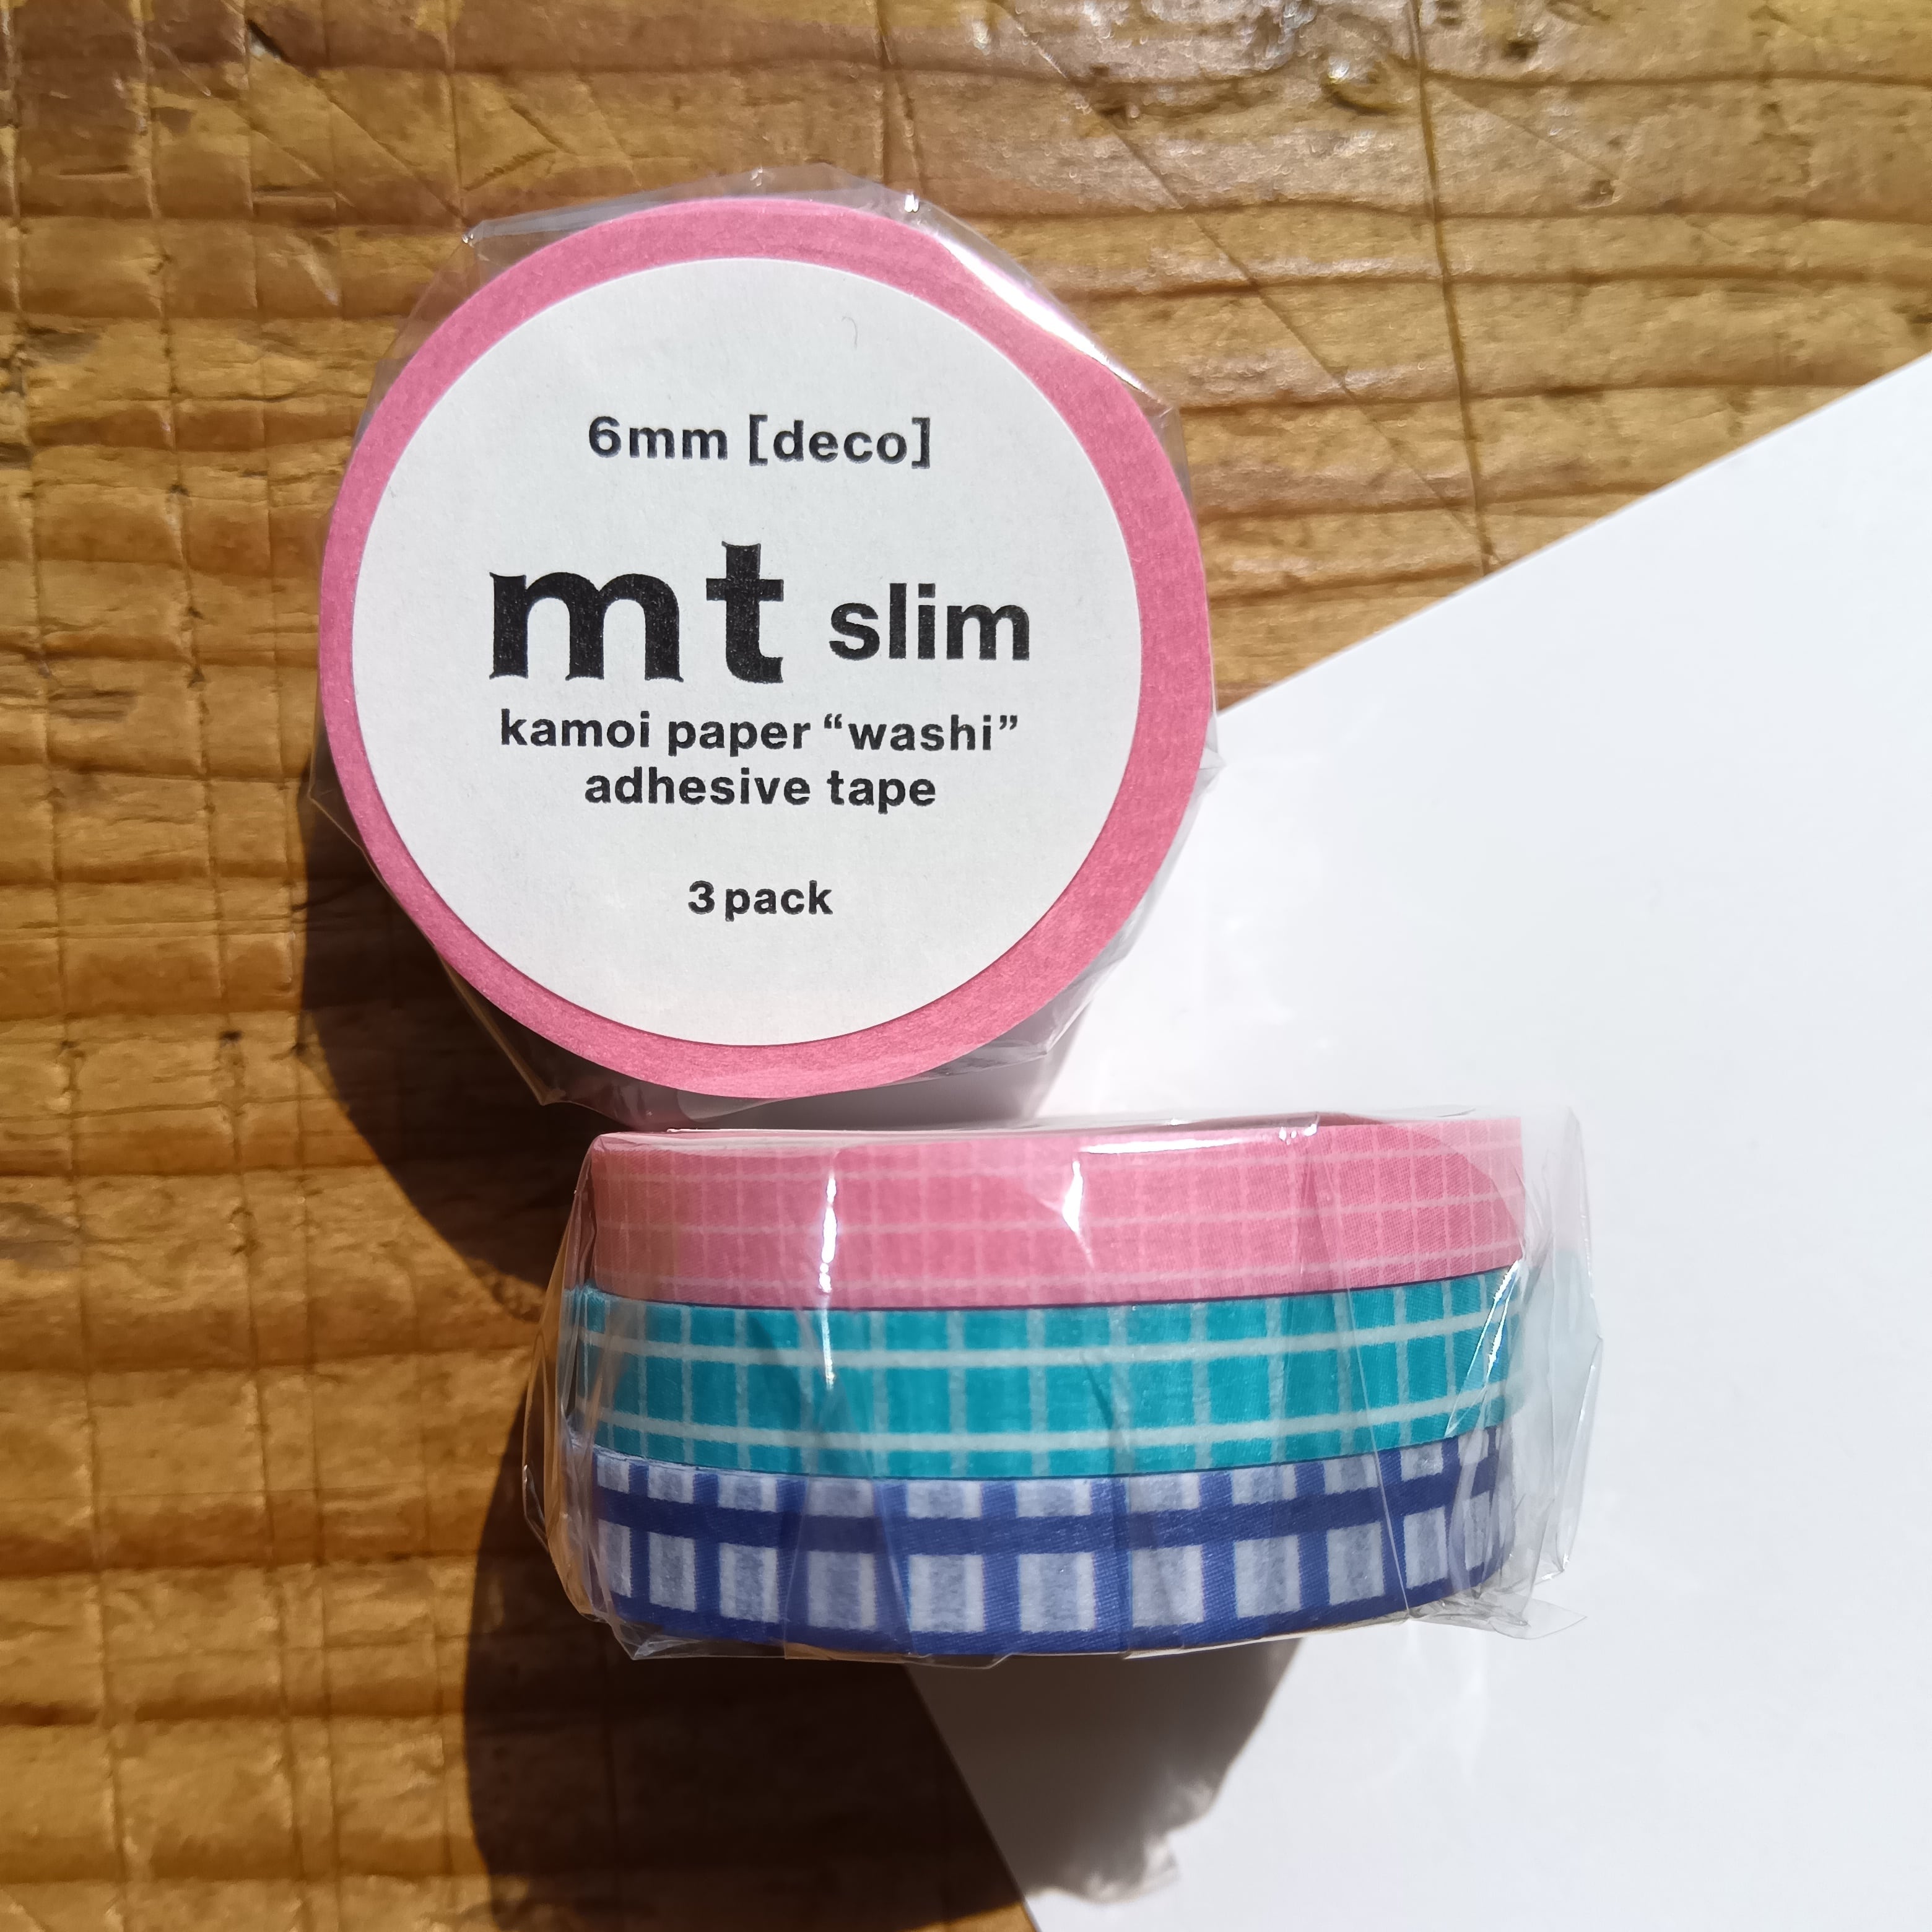 6mm [deco]
mt slim
kamoi paper “washi”
adhesive tape
3 pack